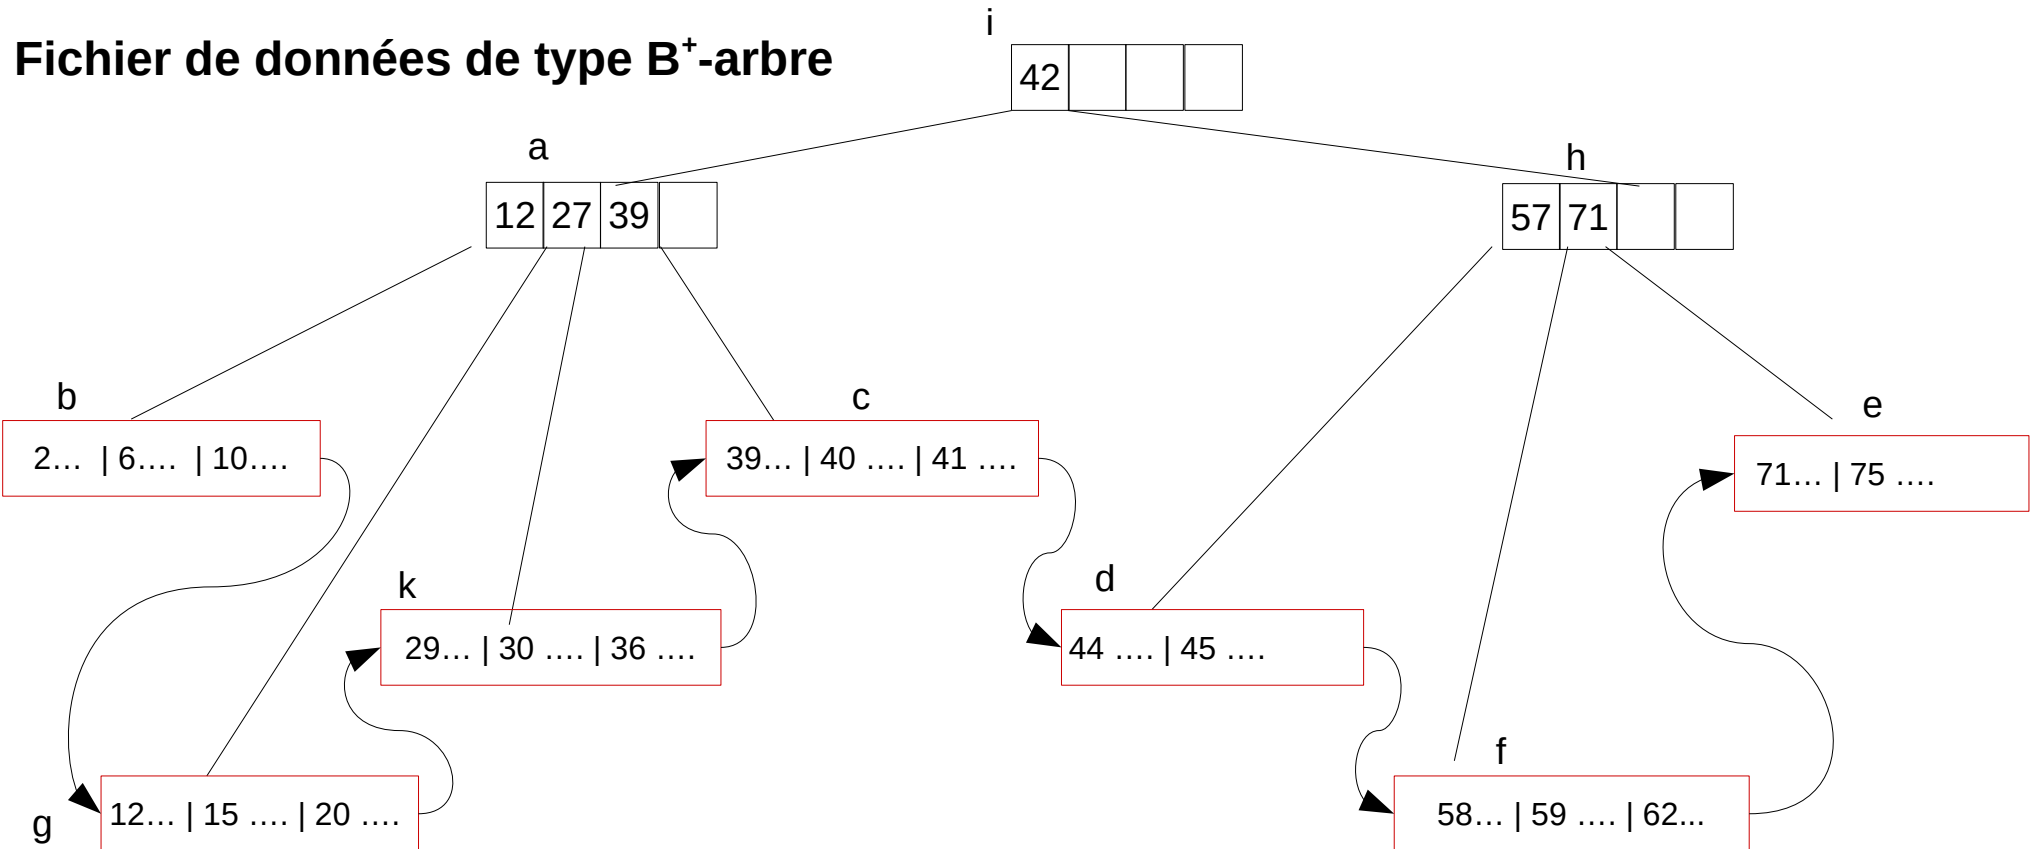 i
Fichier de données de type B⁺-arbre
42
a
h
12 27 39
57 71
b
c
e
2… | 6…. | 10….
39… | 40 …. | 41 ….
71… | 75 ….
k
d
29… | 30 …. | 36 ….
44 …. | 45 ….
f
g
12… | 15 …. | 20 ….
58… | 59 …. | 62...